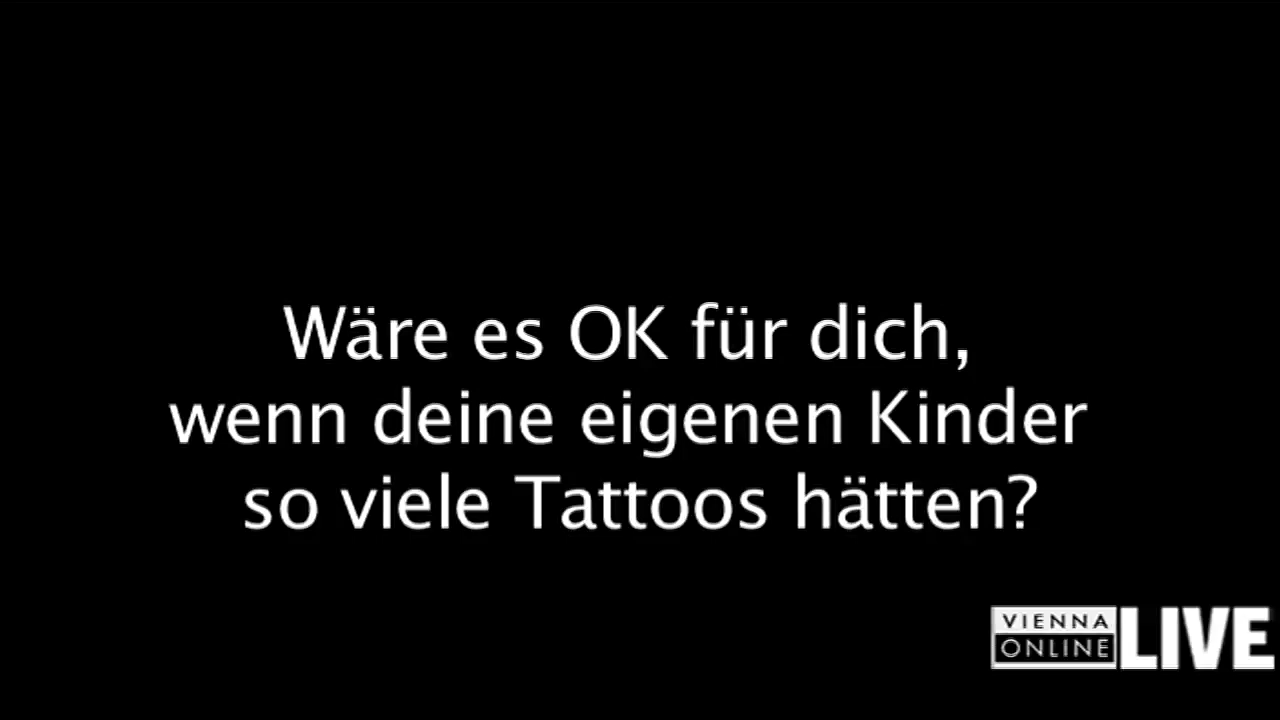 Wäre es OK für dich,
wenn deine eigenen Kinder
so viele Tattoos hätten?
VIENNA
ONLINE
LIVE